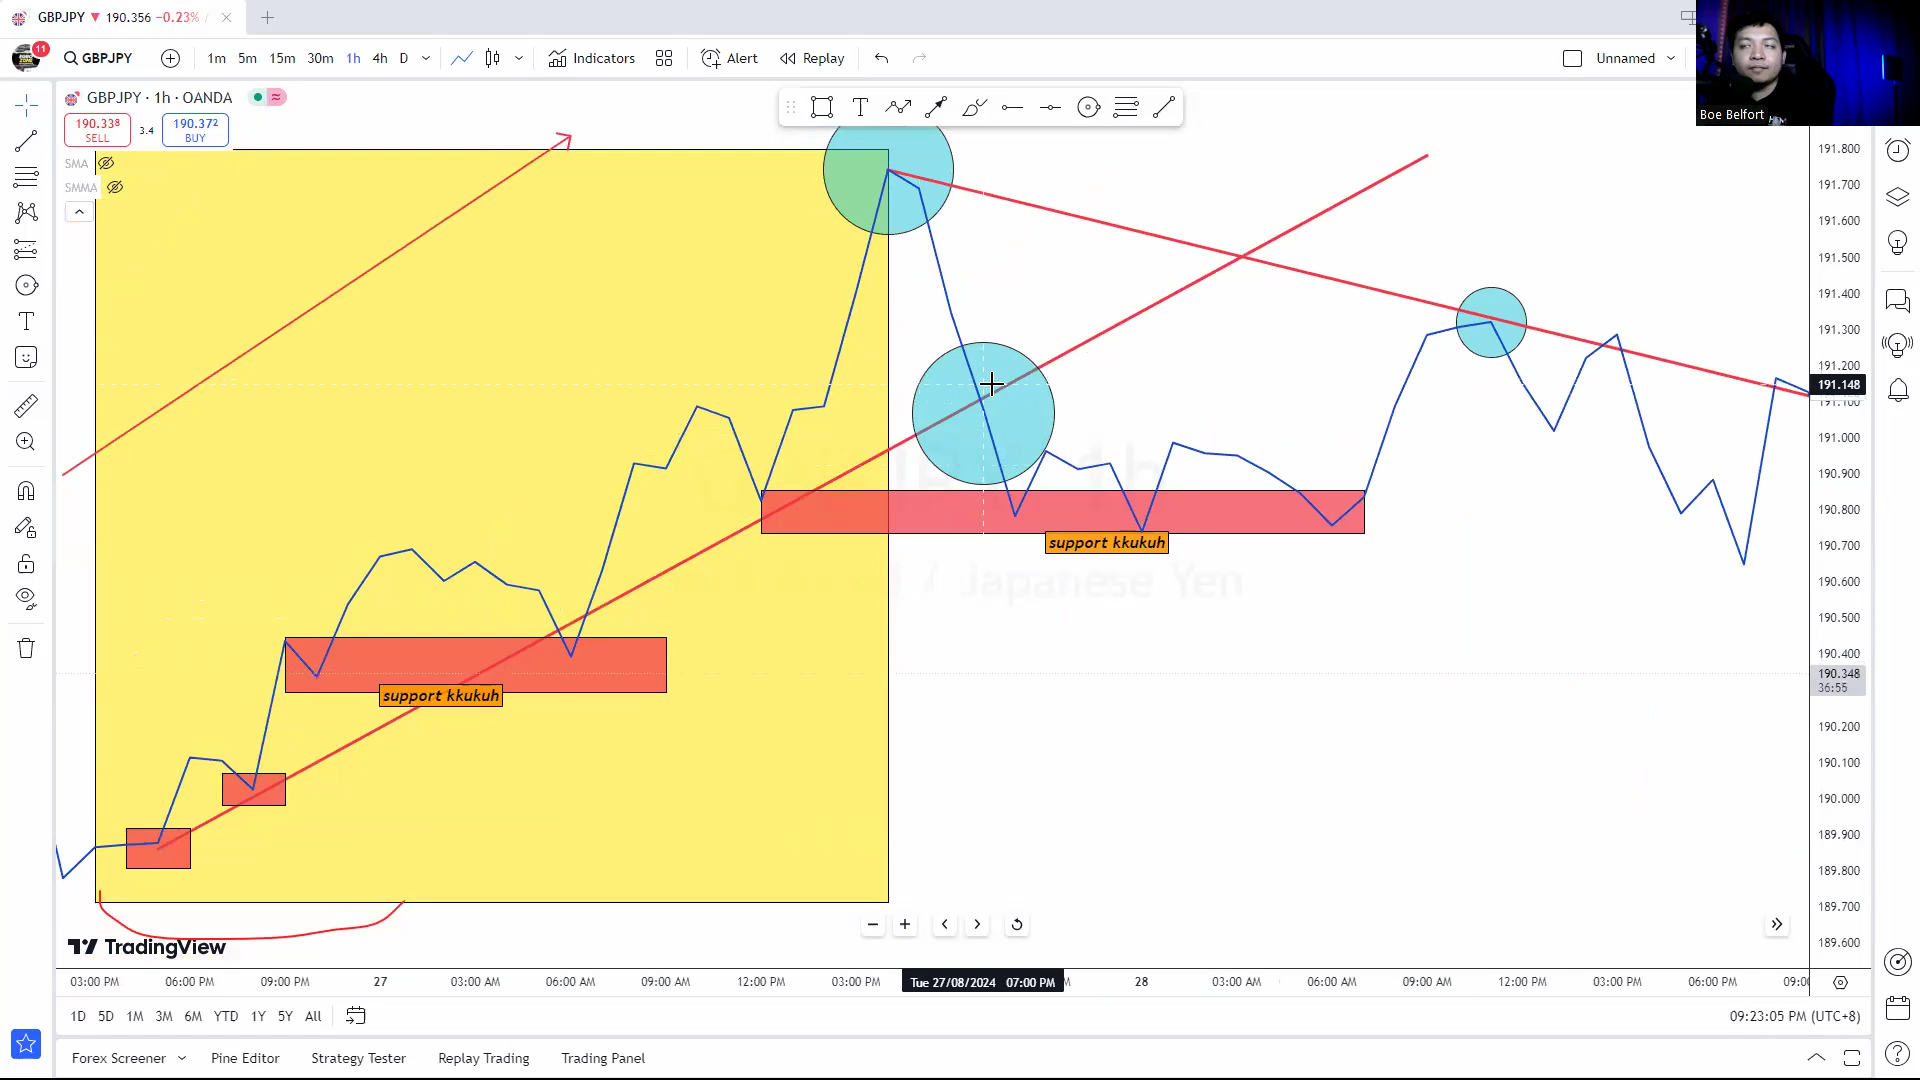 GBPJPY ▼ 190.356 −0.23% /
11
GBPJPY 1m 5m 15m 30m 1h 4h D Indicators Alert Replay Unnamed
Boe Belfort
GBPJPY · 1h · OANDA
190.338 SELL 3.4 190.372 BUY
SMA
SMMA
support kkukuh
support kkukuh
/ Japanese Yen
191.800
191.700
191.600
191.500
191.400
191.300
191.200
191.148
191.100
191.000
190.900
190.800
190.700
190.600
190.500
190.400
190.348
36:55
190.200
190.100
190.000
189.900
189.800
189.700
189.600
TradingView
03:00 PM 06:00 PM 09:00 PM 27 03:00 AM 06:00 AM 09:00 AM 12:00 PM 03:00 PM Tue 27/08/2024 07:00 PM 28 03:00 AM 06:00 AM 09:00 AM 12:00 PM 03:00 PM 06:00 PM 09:0
1D 5D 1M 3M 6M YTD 1Y 5Y All 09:23:05 PM (UTC+8)
Forex Screener Pine Editor Strategy Tester Replay Trading Trading Panel